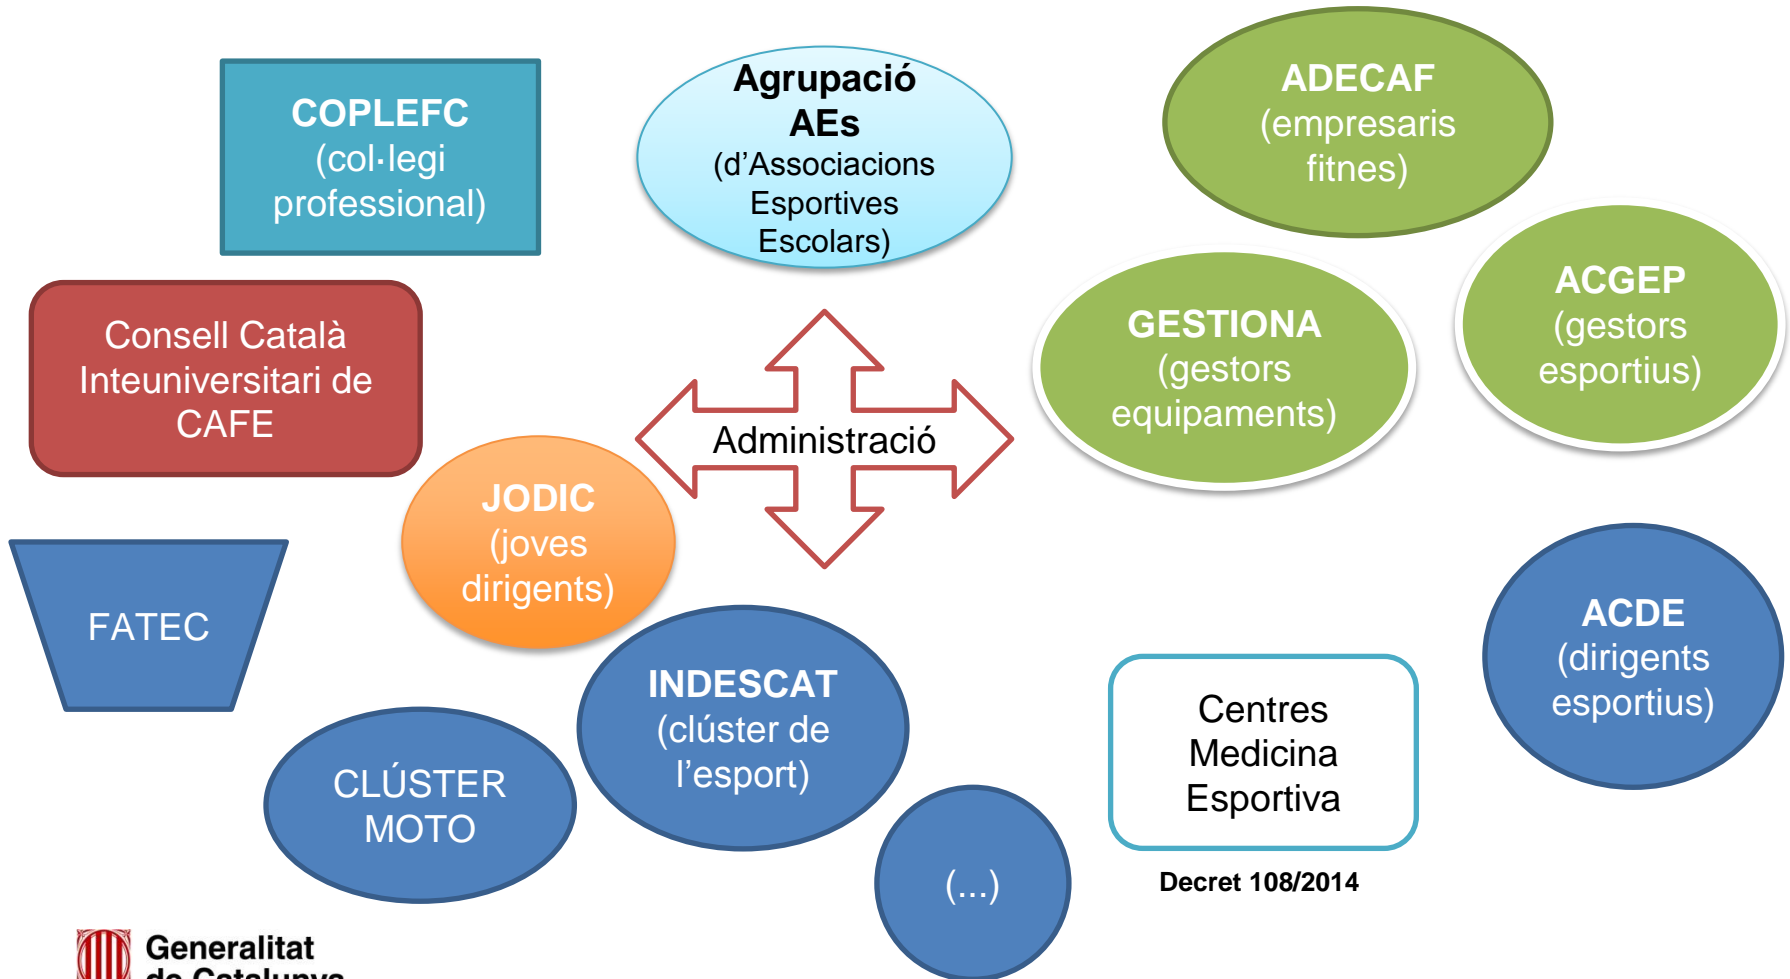 COPLEFC
(col·legi
professional)
Agrupació
AEs
(d’Associacions
Esportives
Escolars)
ADECAF
(empresaris
fitnes)
Consell Català
Inteuniversitari de
CAFE
GESTIONA
(gestors
equipaments)
ACGEP
(gestors
esportius)
Administració
JODIC
(joves
dirigents)
FATEC
INDESCAT
(clúster de
l’esport)
CLÚSTER
MOTO
(...)
Centres
Medicina
Esportiva
Decret 108/2014
ACDE
(dirigents
esportius)
Generalitat
de Catalunya